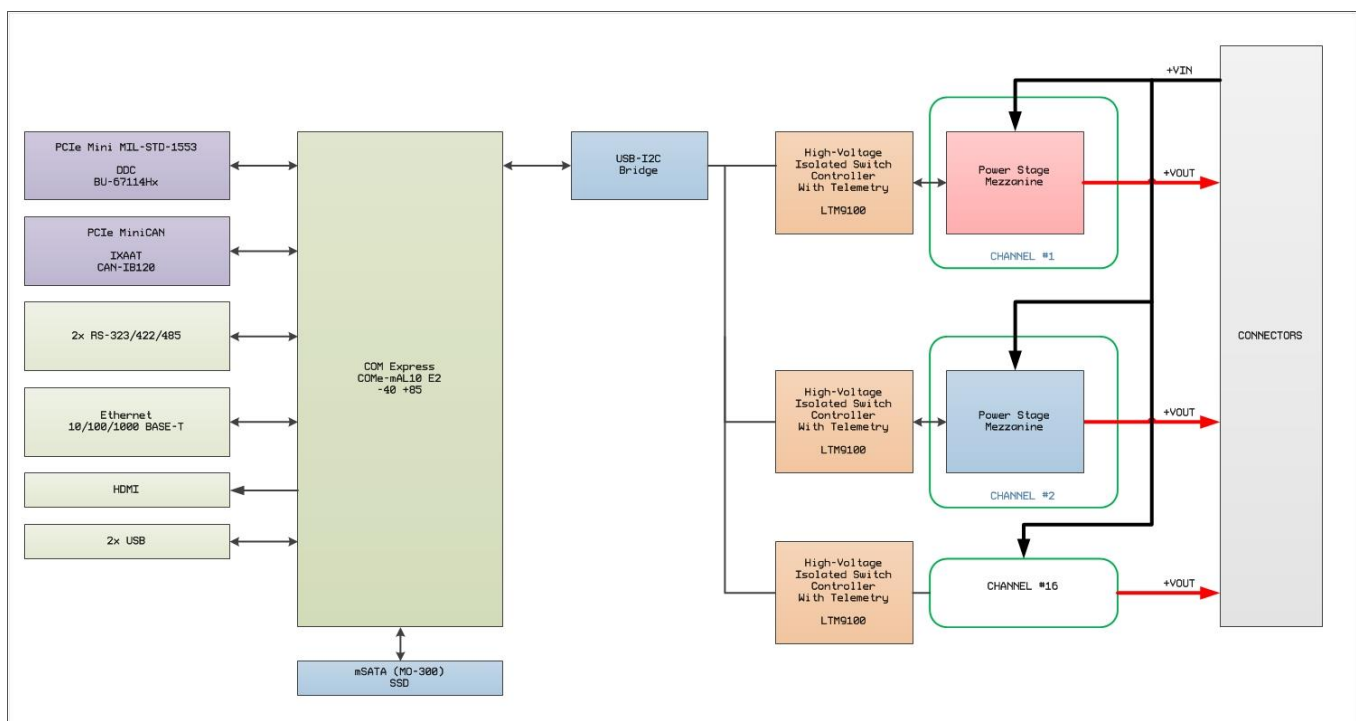 PCIe Mini MIL-STD-1553
DDC
BU-67114Hx
PCIe MiniCAN
IXAAT
CAN-IB120
2x RS-323/422/485
Ethernet
10/100/1000 BASE-T
HDMI
2x USB
COM Express
COMe-mAL10 E2
-40 +85
mSATA (MO-300)
SSD
USB-I2C
Bridge
High-Voltage
Isolated Switch
Controller
With Telemetry
LTM9100
Power Stage
Mezzanine
CHANNEL #1
High-Voltage
Isolated Switch
Controller
With Telemetry
LTM9100
Power Stage
Mezzanine
CHANNEL #2
High-Voltage
Isolated Switch
Controller
With Telemetry
LTM9100
CHANNEL #16
+VIN
+VOUT
+VOUT
+VOUT
CONNECTORS